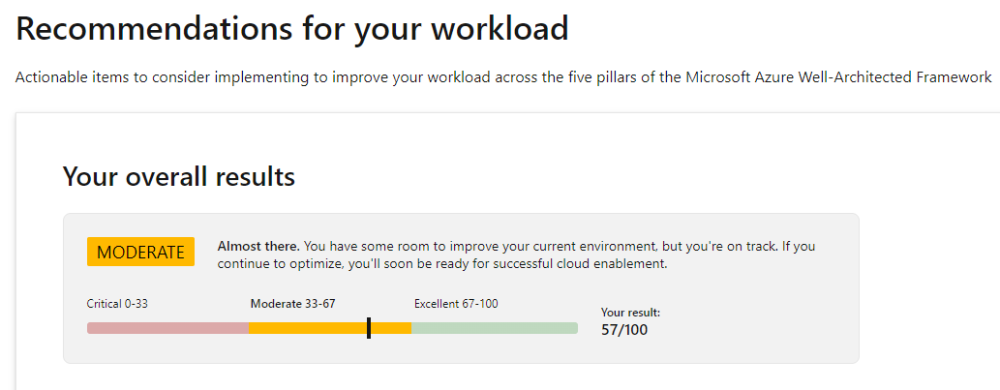 Recommendations for your workload
Actionable items to consider implementing to improve your workload across the five pillars of the Microsoft Azure Well-Architected Framework
Your overall results
MODERATE
Almost there. You have some room to improve your current environment, but you're on track. If you
continue to optimize, you'll soon be ready for successful cloud enablement.
Critical 0-33
Moderate 33-67
Excellent 67-100
Your result:
57/100